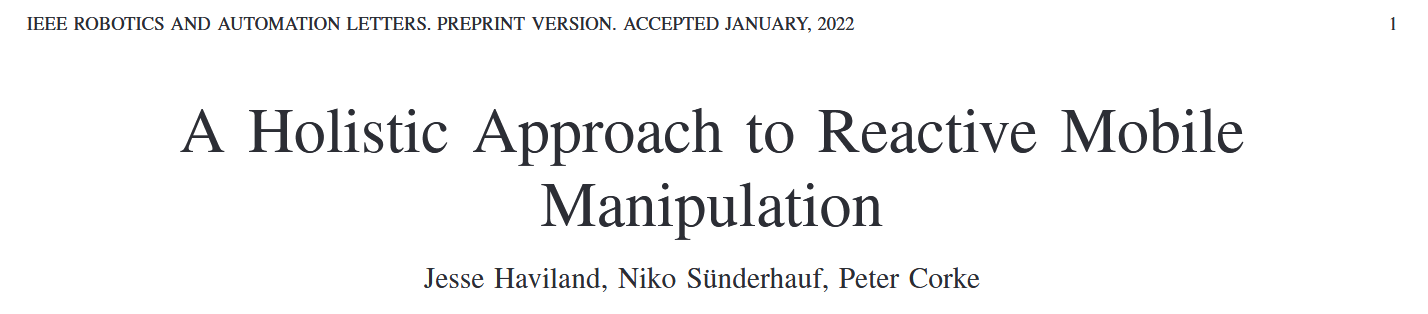 IEEE ROBOTICS AND AUTOMATION LETTERS. PREPRINT VERSION. ACCEPTED JANUARY, 2022 1
A Holistic Approach to Reactive Mobile
Manipulation
Jesse Haviland, Niko Sünderhauf, Peter Corke